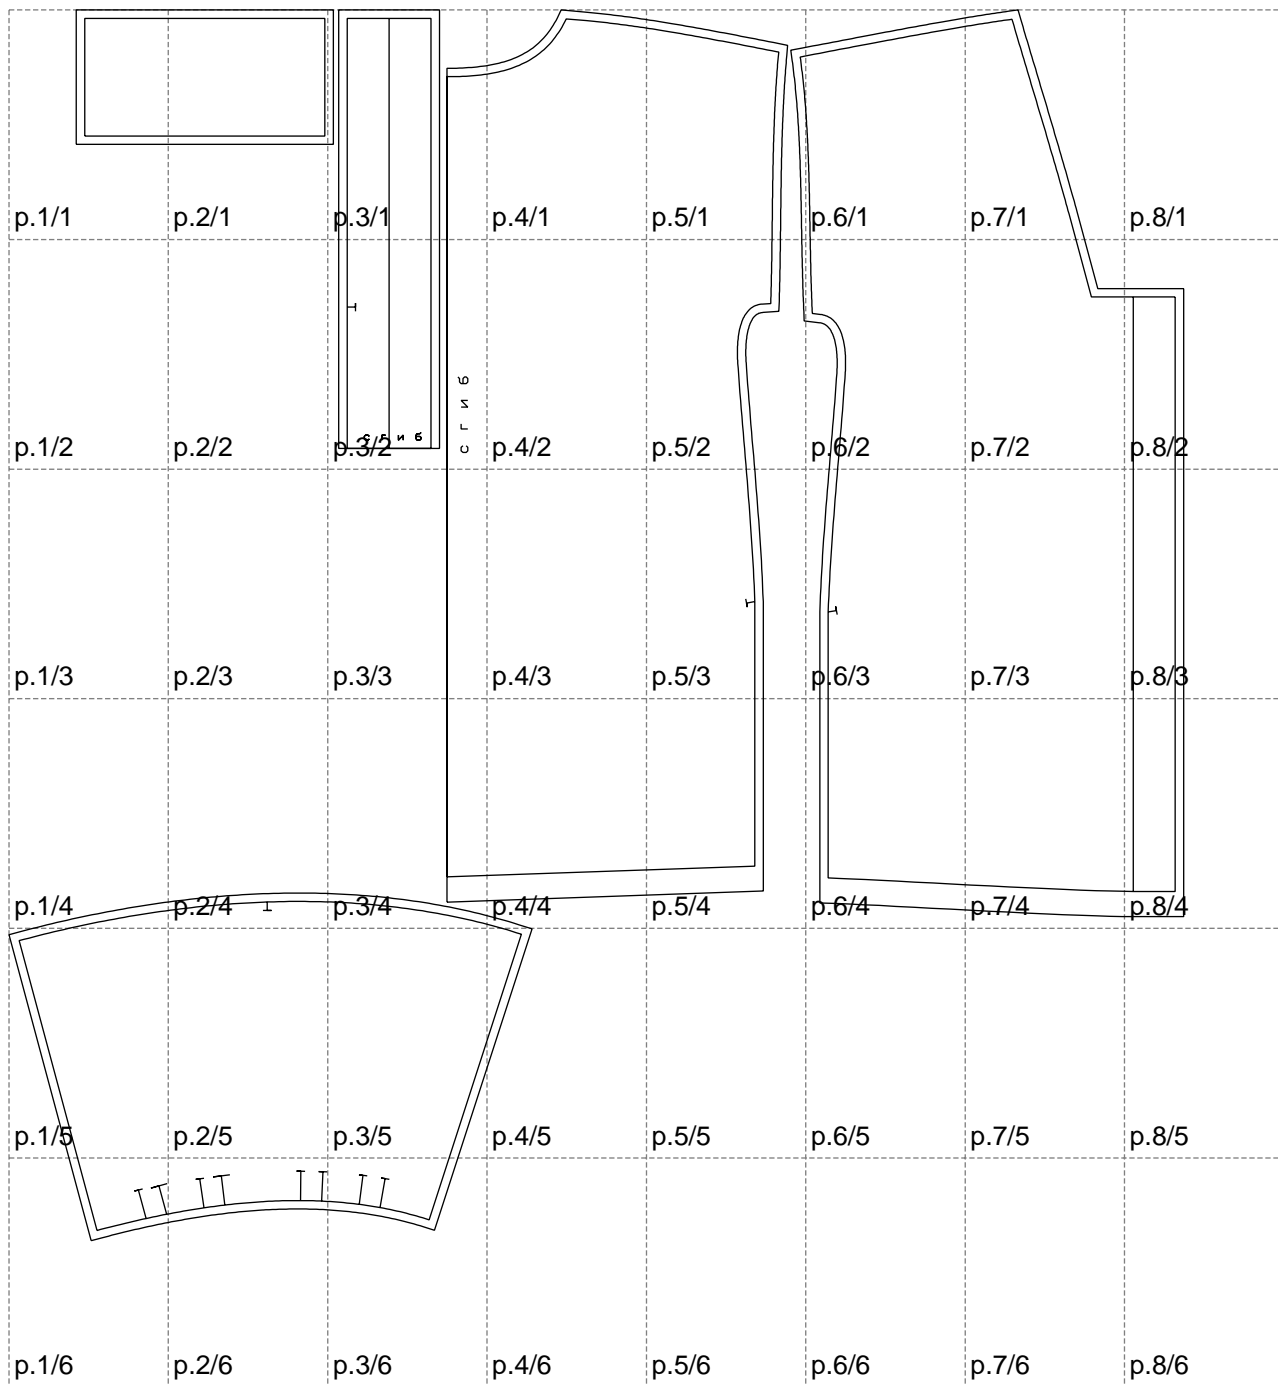 p.1/1 p.2/1 p.3/1 p.4/1 p.5/1 p.6/1 p.7/1 p.8/1
сгиб
p.1/2 p.2/2 p.3/2 p.4/2 p.5/2 p.6/2 p.7/2 p.8/2
сгиб
p.1/3 p.2/3 p.3/3 p.4/3 p.5/3 p.6/3 p.7/3 p.8/3
p.1/4 p.2/4 p.3/4 p.4/4 p.5/4 p.6/4 p.7/4 p.8/4
p.1/5 p.2/5 p.3/5 p.4/5 p.5/5 p.6/5 p.7/5 p.8/5
p.1/6 p.2/6 p.3/6 p.4/6 p.5/6 p.6/6 p.7/6 p.8/6